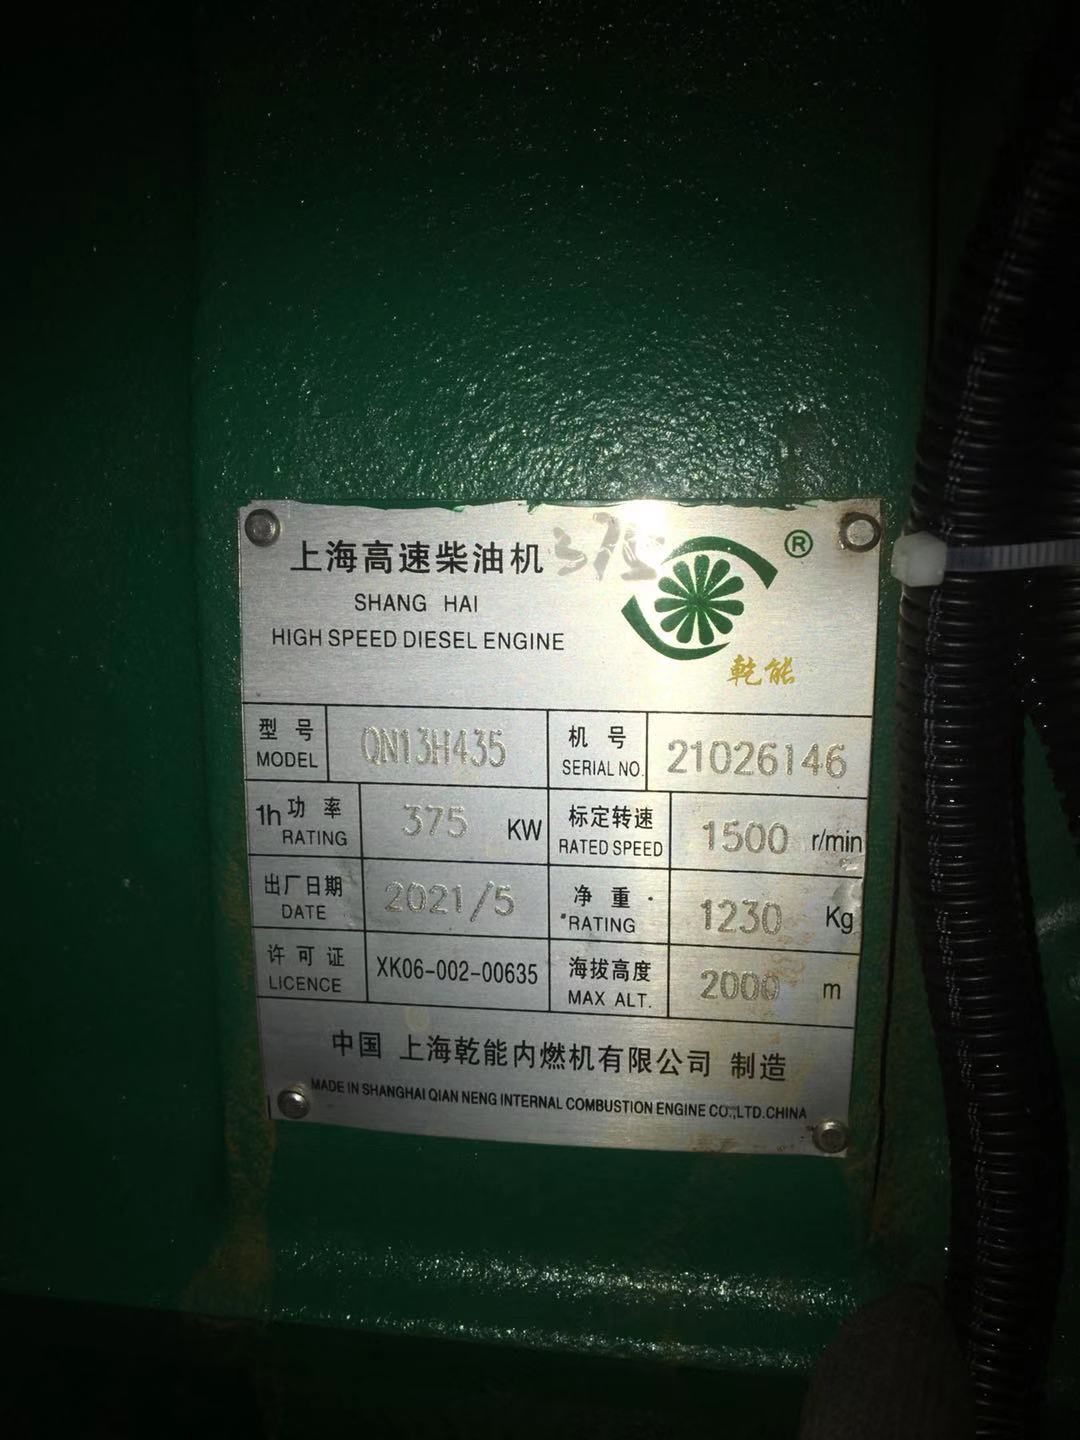 上海高速柴油机 375
SHANG HAI
HIGH SPEED DIESEL ENGINE
®
乾能
型号 MODEL QN13H435 机号 SERIAL NO. 21026146
1h功率 RATING 375 KW 标定转速 RATED SPEED 1500 r/min
出厂日期 DATE 2021/5 净重 RATING 1230 Kg
许可证 LICENCE XK06-002-00635 海拔高度 MAX ALT. 2000 m
中国 上海乾能内燃机有限公司 制造
MADE IN SHANGHAI QIAN NENG INTERNAL COMBUSTION ENGINE CO.,LTD.CHINA